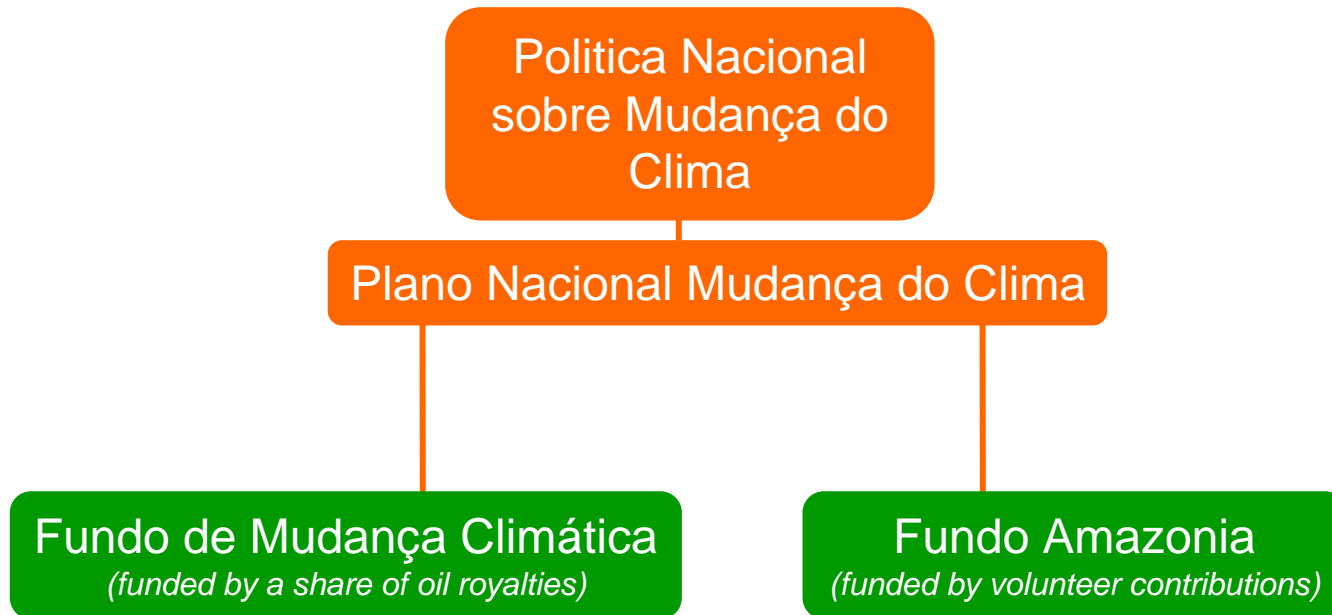 Politica Nacional
sobre Mudança do
Clima
Plano Nacional Mudança do Clima
Fundo de Mudança Climática
(funded by a share of oil royalties)
Fundo Amazonia
(funded by volunteer contributions)